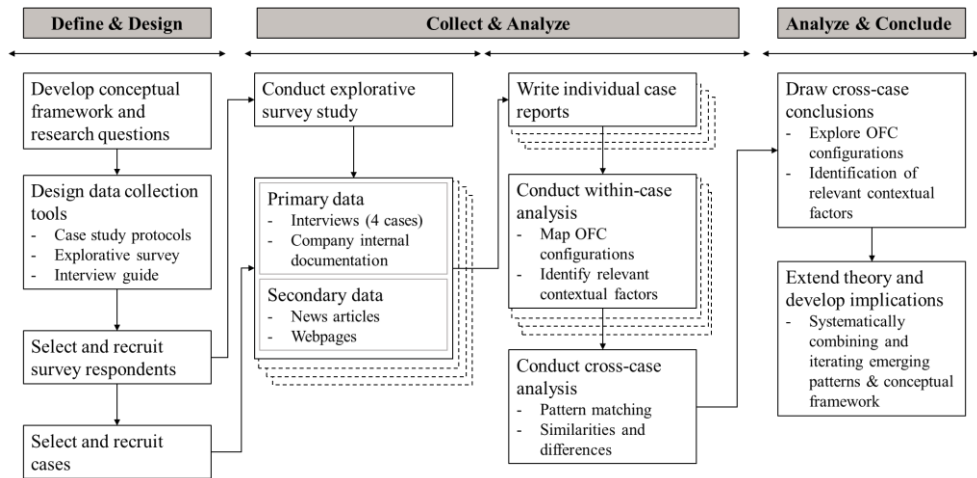 Define & Design
Collect & Analyze
Analyze & Conclude
Develop conceptual
framework and
research questions
Design data collection
tools
- Case study protocols
- Explorative survey
- Interview guide
Select and recruit
survey respondents
Select and recruit
cases
Conduct explorative
survey study
Primary data
- Interviews (4 cases)
- Company internal
documentation
Secondary data
- News articles
- Webpages
Write individual case
reports
Conduct within-case
analysis
- Map OFC
configurations
- Identify relevant
contextual factors
Conduct cross-case
analysis
- Pattern matching
- Similarities and
differences
Draw cross-case
conclusions
- Explore OFC
configurations
- Identification of
relevant contextual
factors
Extend theory and
develop implications
- Systematically
combining and
iterating emerging
patterns & conceptual
framework